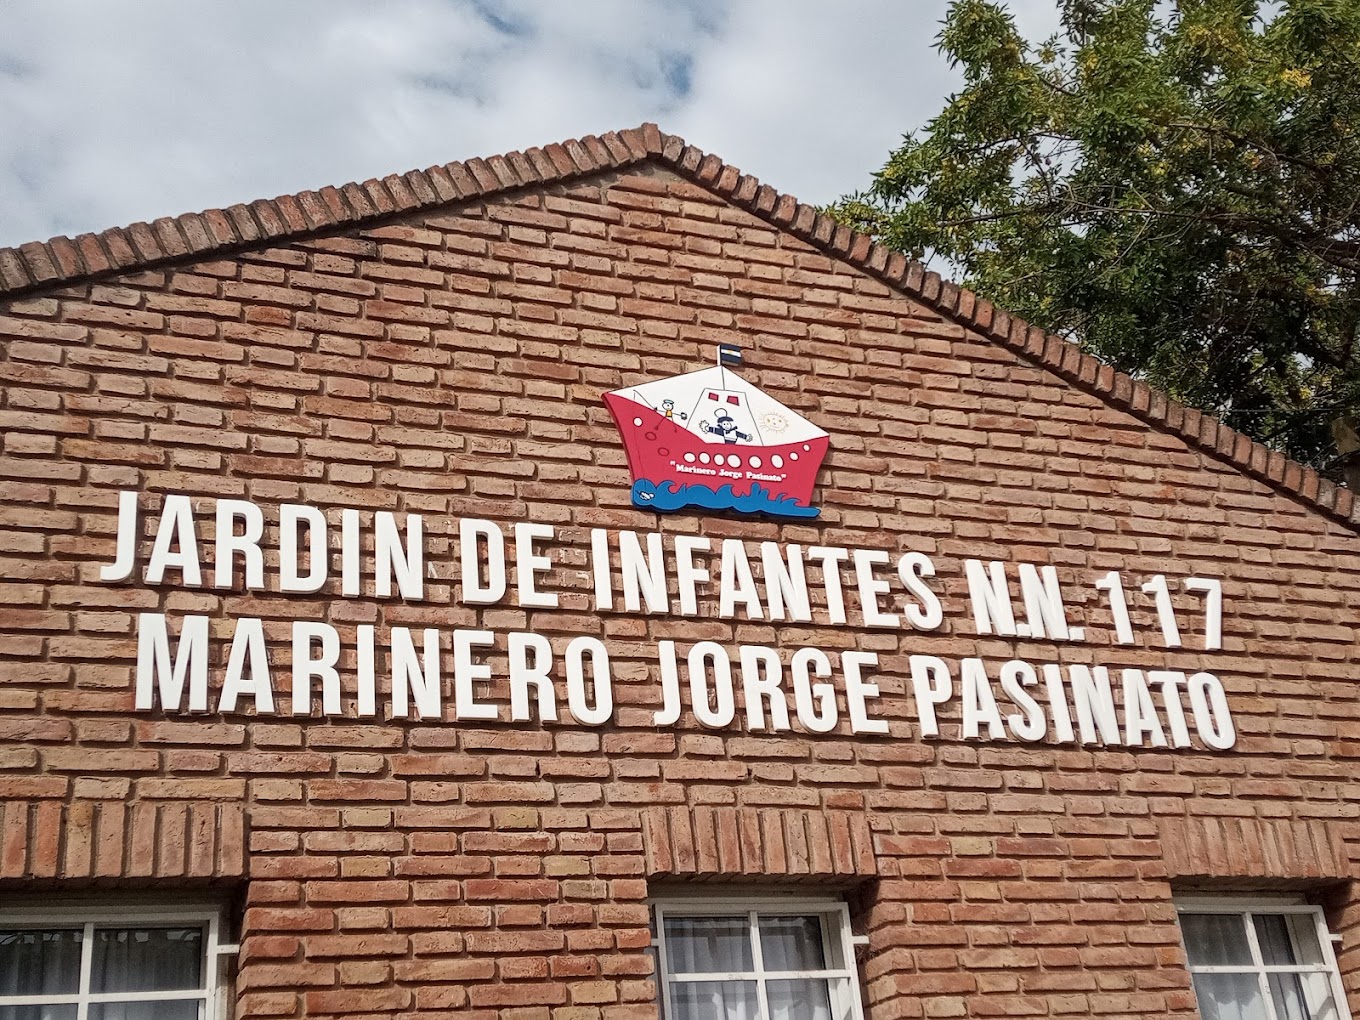 "Marinero Jorge Pasinato"
JARDIN DE INFANTES N.N. 117
MARINERO JORGE PASINATO